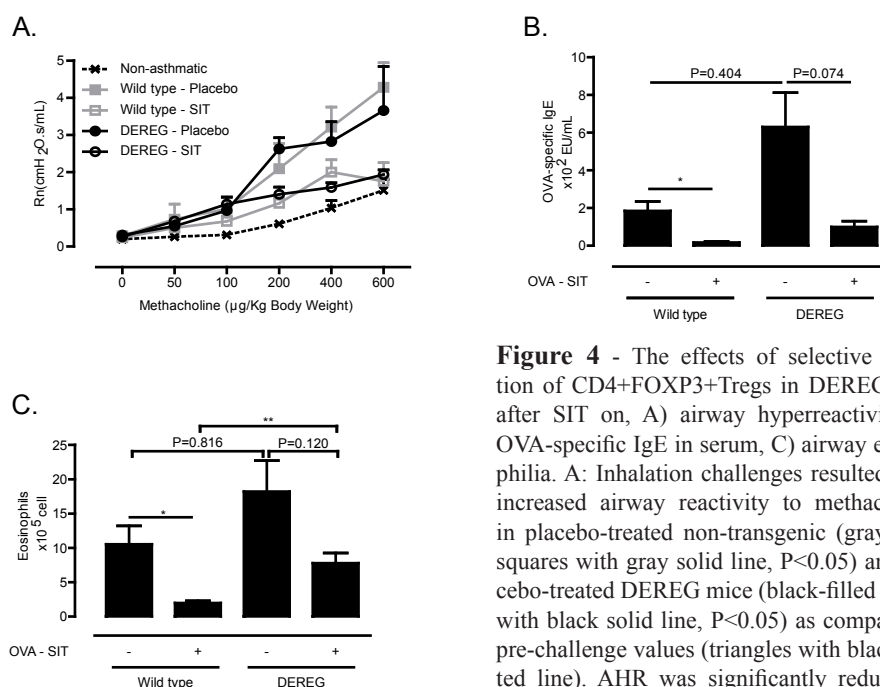 A.
Non-asthmatic
Wild type - Placebo
Wild type - SIT
DEREG - Placebo
DEREG - SIT
Rn(cmH 2O.s/mL)
5
4
3
2
1
0
0 50 100 200 400 600
Methacholine (µg/Kg Body Weight)
B.
OVA-specific IgE
x10 2 EU/mL
10
8
6
4
2
0
P=0.404
P=0.074
*
OVA - SIT - + - +
Wild type DEREG
C.
Eosinophils
x10 5 cell
25
20
15
10
5
0
**
P=0.816
P=0.120
*
OVA - SIT - + - +
Wild type DEREG
Figure 4 - The effects of selective
tion of CD4+FOXP3+Tregs in DEREG
after SIT on, A) airway hyperreactivi
OVA-specific IgE in serum, C) airway e
philia. A: Inhalation challenges resulted
increased airway reactivity to methac
in placebo-treated non-transgenic (gray
squares with gray solid line, P<0.05) an
cebo-treated DEREG mice (black-filled
with black solid line, P<0.05) as compa
pre-challenge values (triangles with blac
ted line). AHR was significantly redu